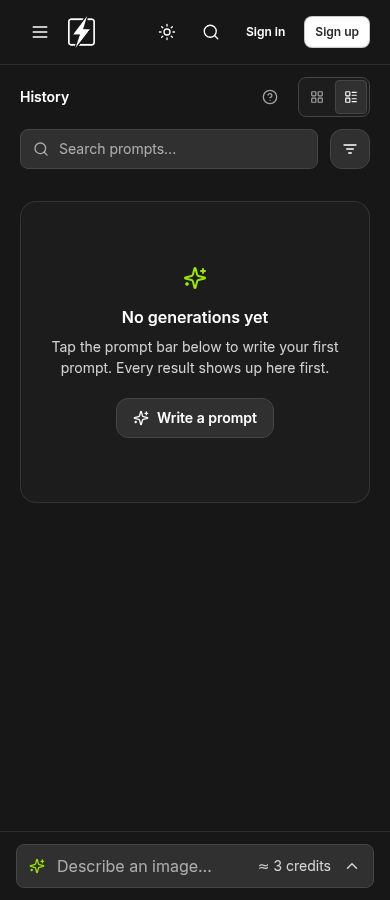 Sign in
Sign up
History
Search prompts...
No generations yet
Tap the prompt bar below to write your first
prompt. Every result shows up here first.
Write a prompt
Describe an image...
≈ 3 credits